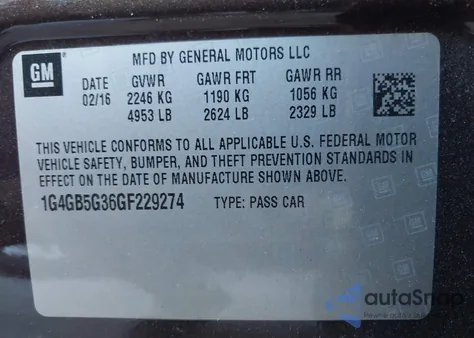 GM
MFD BY GENERAL MOTORS LLC
DATE GVWR GAWR FRT GAWR RR
02/16 2246 KG 1190 KG 1056 KG
4953 LB 2624 LB 2329 LB
THIS VEHICLE CONFORMS TO ALL APPLICABLE U.S. FEDERAL MOTOR
VEHICLE SAFETY, BUMPER, AND THEFT PREVENTION STANDARDS IN
EFFECT ON THE DATE OF MANUFACTURE SHOWN ABOVE.
1G4GB5G36GF229274 TYPE: PASS CAR
autoSnap